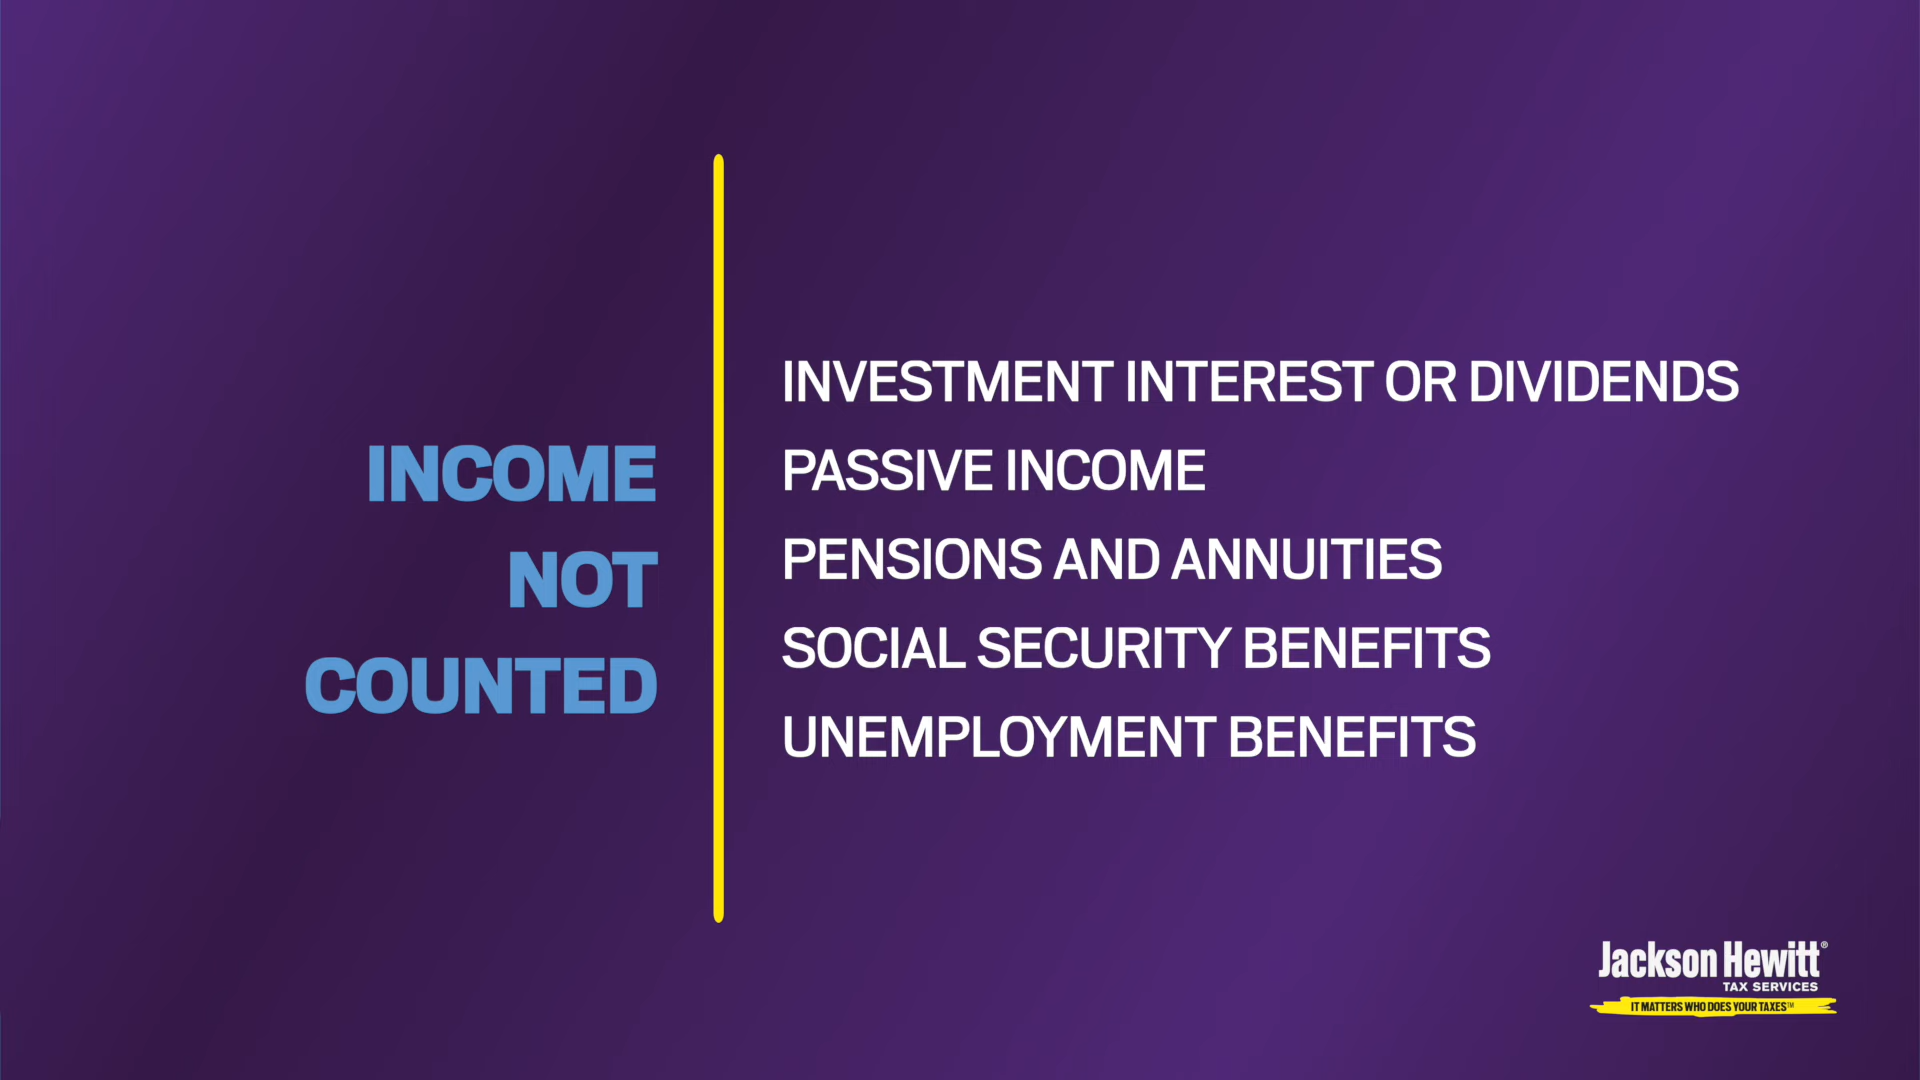 INCOME
NOT
COUNTED
INVESTMENT INTEREST OR DIVIDENDS
PASSIVE INCOME
PENSIONS AND ANNUITIES
SOCIAL SECURITY BENEFITS
UNEMPLOYMENT BENEFITS
Jackson Hewitt®
TAX SERVICES
IT MATTERS WHO DOES YOUR TAXES™